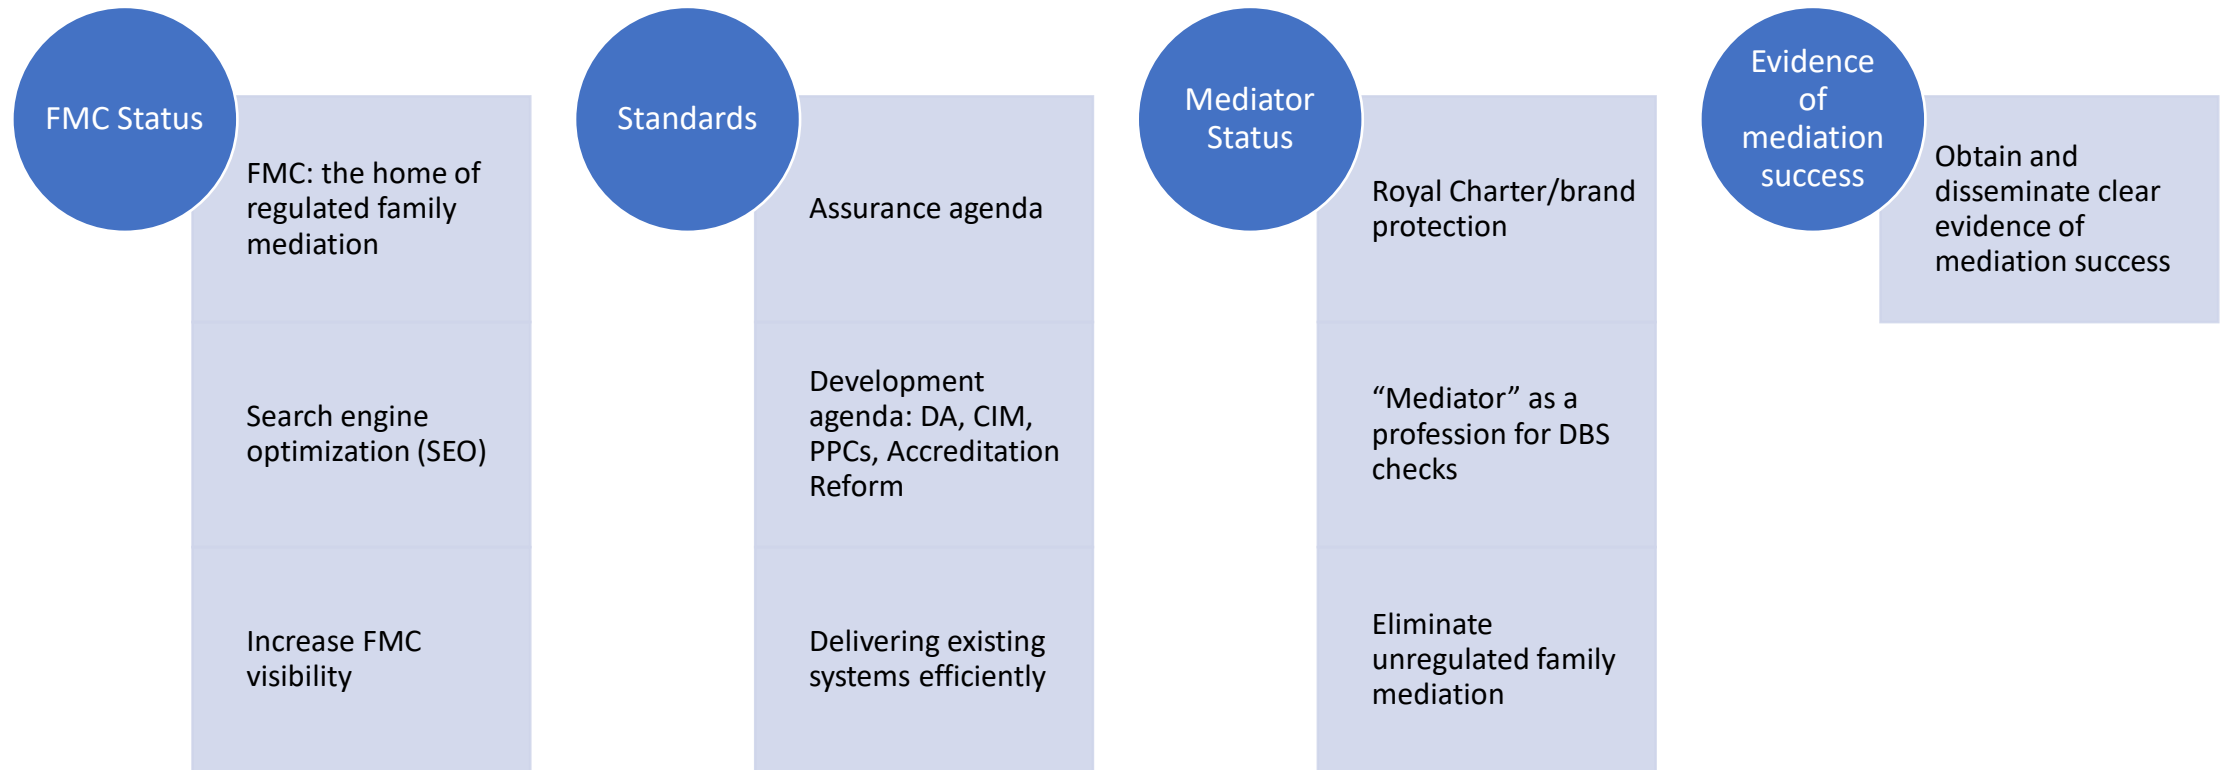 FMC Status
FMC: the home of
regulated family
mediation
Search engine
optimization (SEO)
Increase FMC
visibility
Standards
Assurance agenda
Development
agenda: DA, CIM,
PPCs, Accreditation
Reform
Delivering existing
systems efficiently
Mediator
Status
Royal Charter/brand
protection
“Mediator” as a
profession for DBS
checks
Eliminate
unregulated family
mediation
Evidence
of
mediation
success
Obtain and
disseminate clear
evidence of
mediation success